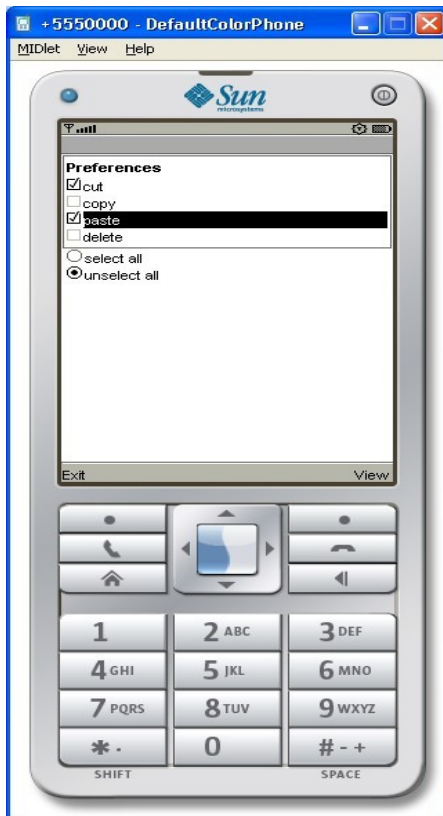 +5550000 - DefaultColorPhone
MIDlet View Help
Sun
microsystems
Preferences
cut
copy
paste
delete
select all
unselect all
Exit View
1 2 ABC 3 DEF
4 GHI 5 JKL 6 MNO
7 PQRS 8 TUV 9 WXYZ
* . 0 # - +
SHIFT SPACE